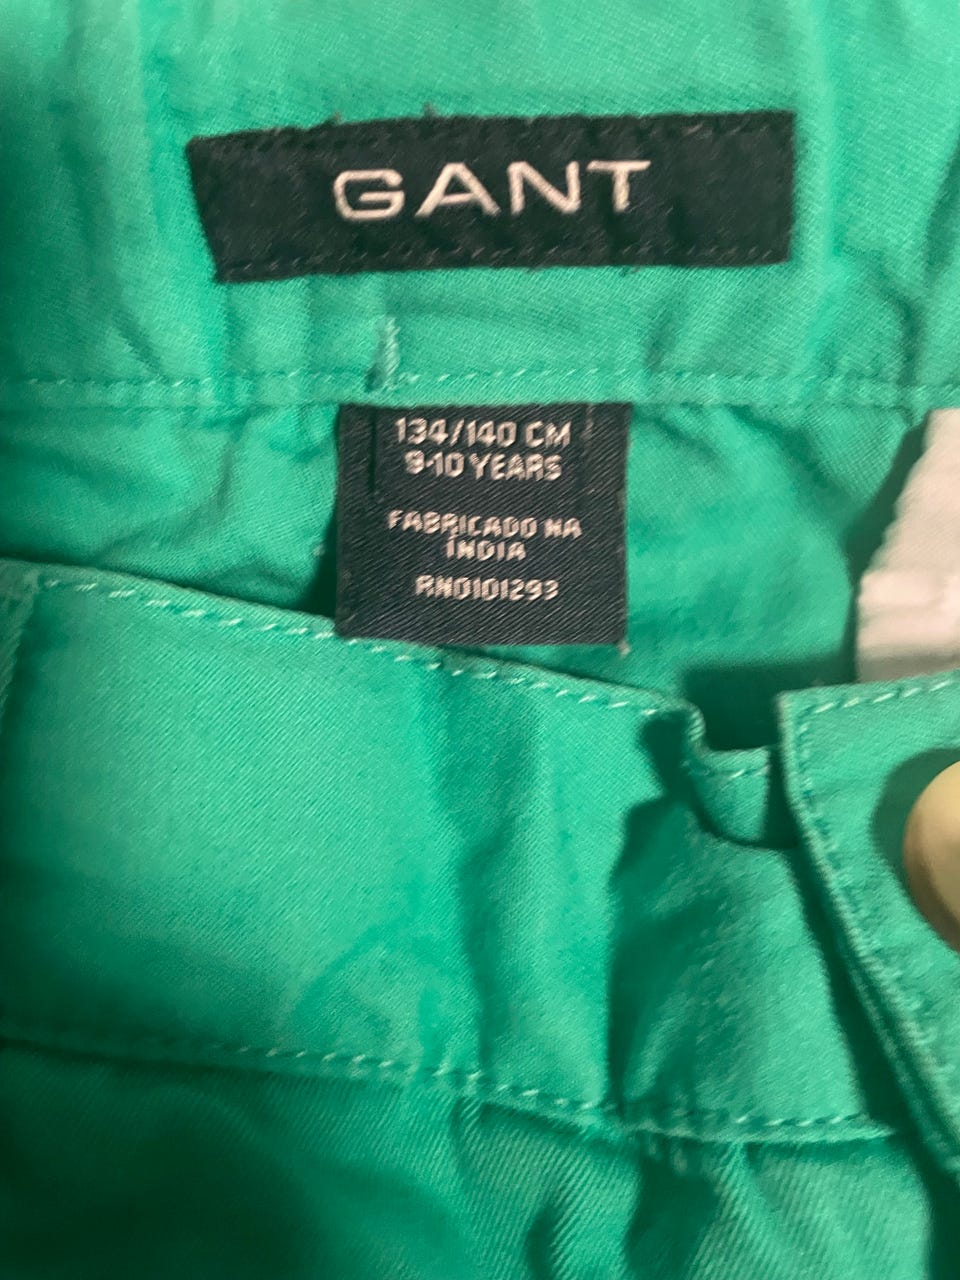 GANT
134/140 CM
9-10 YEARS
FABRICADO NA
ÍNDIA
RN0101293